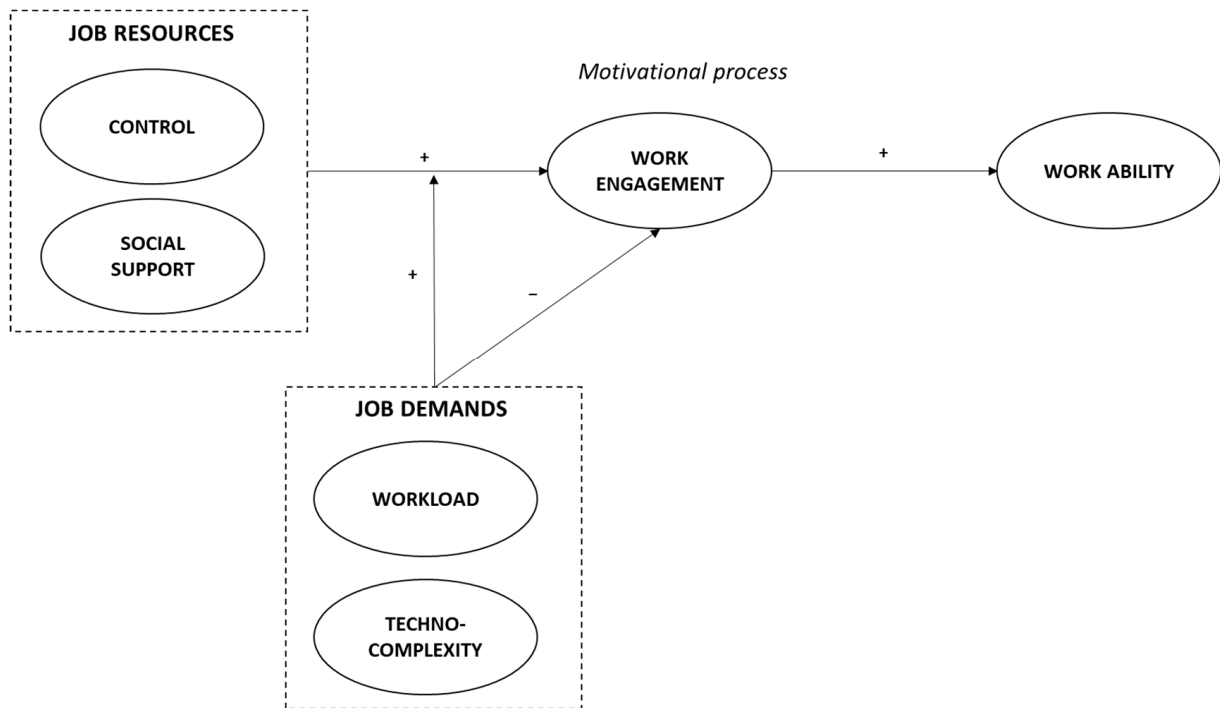 JOB RESOURCES
CONTROL
SOCIAL
SUPPORT
Motivational process
+
WORK
ENGAGEMENT
+
WORK ABILITY
+
–
JOB DEMANDS
WORKLOAD
TECHNO-
COMPLEXITY